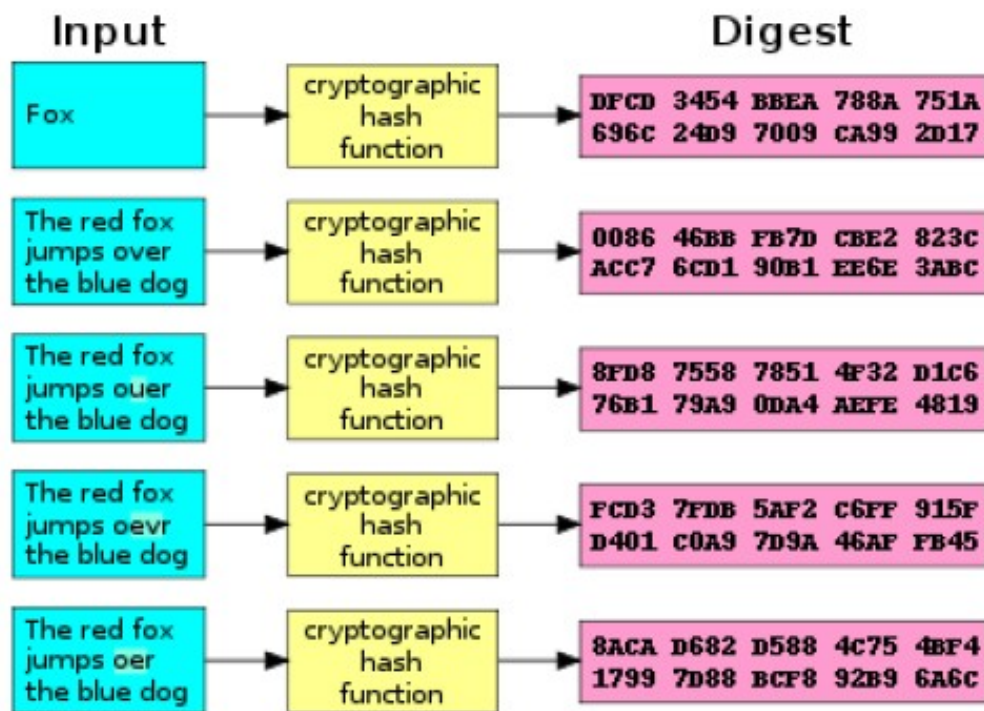 Input
Digest
Fox
cryptographic
hash
function
DFCD 3454 BBEA 788A 751A
696C 24D9 7009 CA99 2D17
The red fox
jumps over
the blue dog
cryptographic
hash
function
0086 46BB FB7D CBE2 823C
ACC7 6CD1 90B1 EE6E 3ABC
The red fox
jumps ouer
the blue dog
cryptographic
hash
function
8FD8 7558 7851 4F32 D1C6
76B1 79A9 0DA4 AEFE 4819
The red fox
jumps oevr
the blue dog
cryptographic
hash
function
FCD3 7FDB 5AF2 C6FF 915F
D401 C0A9 7D9A 46AF FB45
The red fox
jumps oer
the blue dog
cryptographic
hash
function
8ACA D682 D588 4C75 4BF4
1799 7D88 BCF8 92B9 6A6C